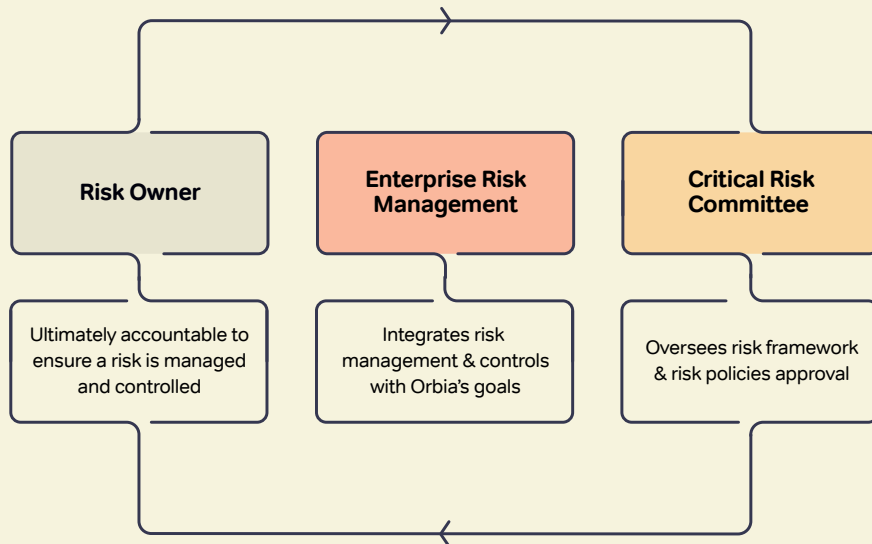 Risk Owner
Enterprise Risk
Management
Critical Risk
Committee
Ultimately accountable to
ensure a risk is managed
and controlled
Integrates risk
management & controls
with Orbia's goals
Oversees risk framework
& risk policies approval